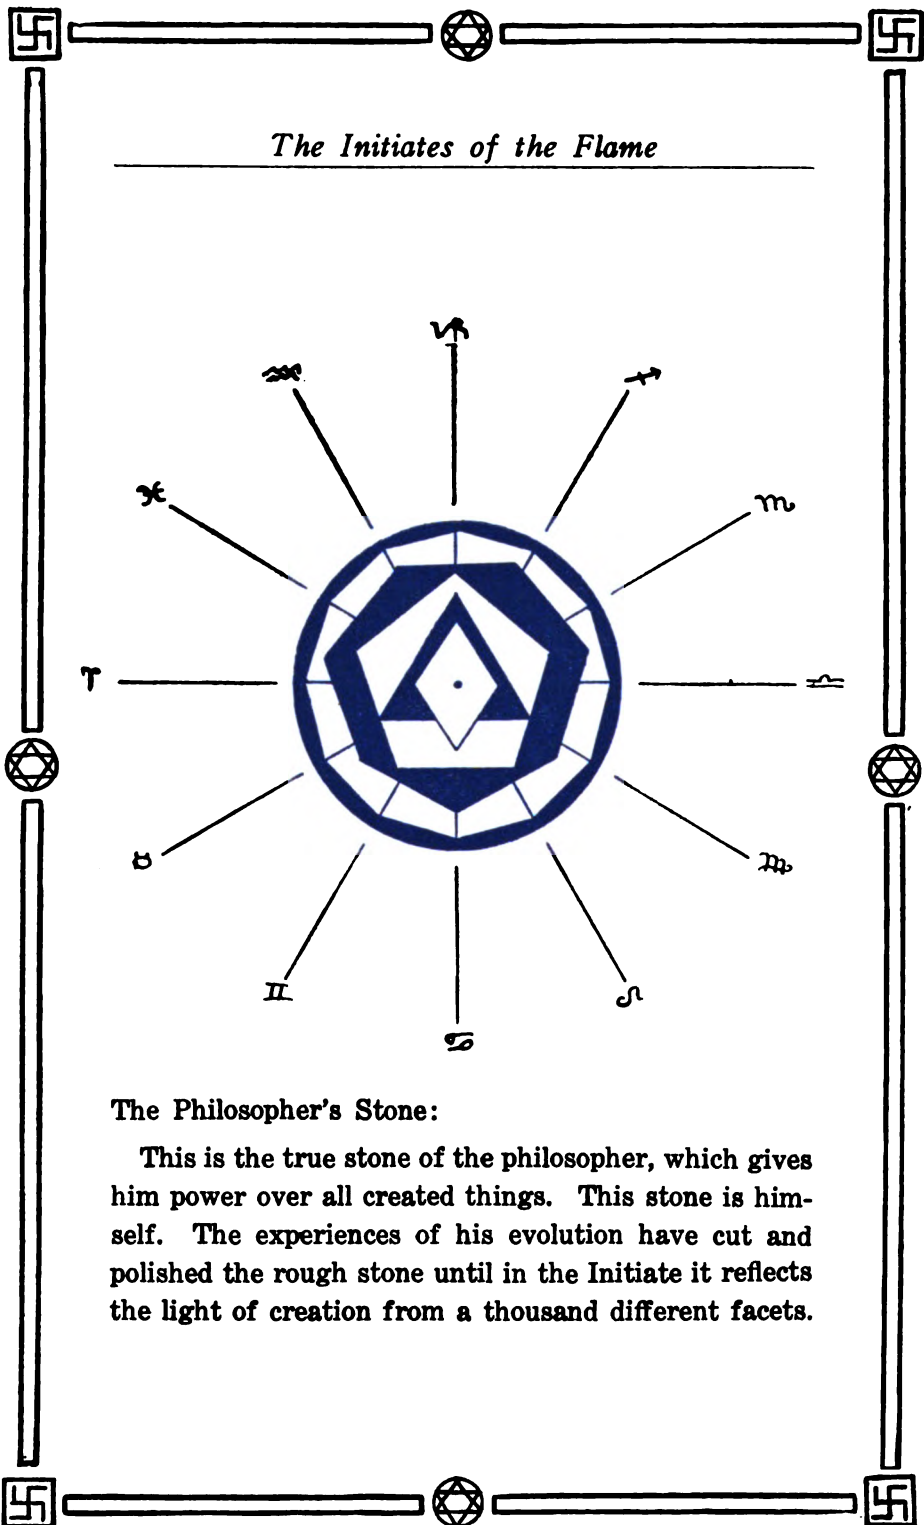 The Initiates of the Flame
♑
♒ ♐
♓ ♏
♈ ♎
♉ ♍
♊ ♌
♋
The Philosopher's Stone:
This is the true stone of the philosopher, which gives
him power over all created things. This stone is him-
self. The experiences of his evolution have cut and
polished the rough stone until in the Initiate it reflects
the light of creation from a thousand different facets.